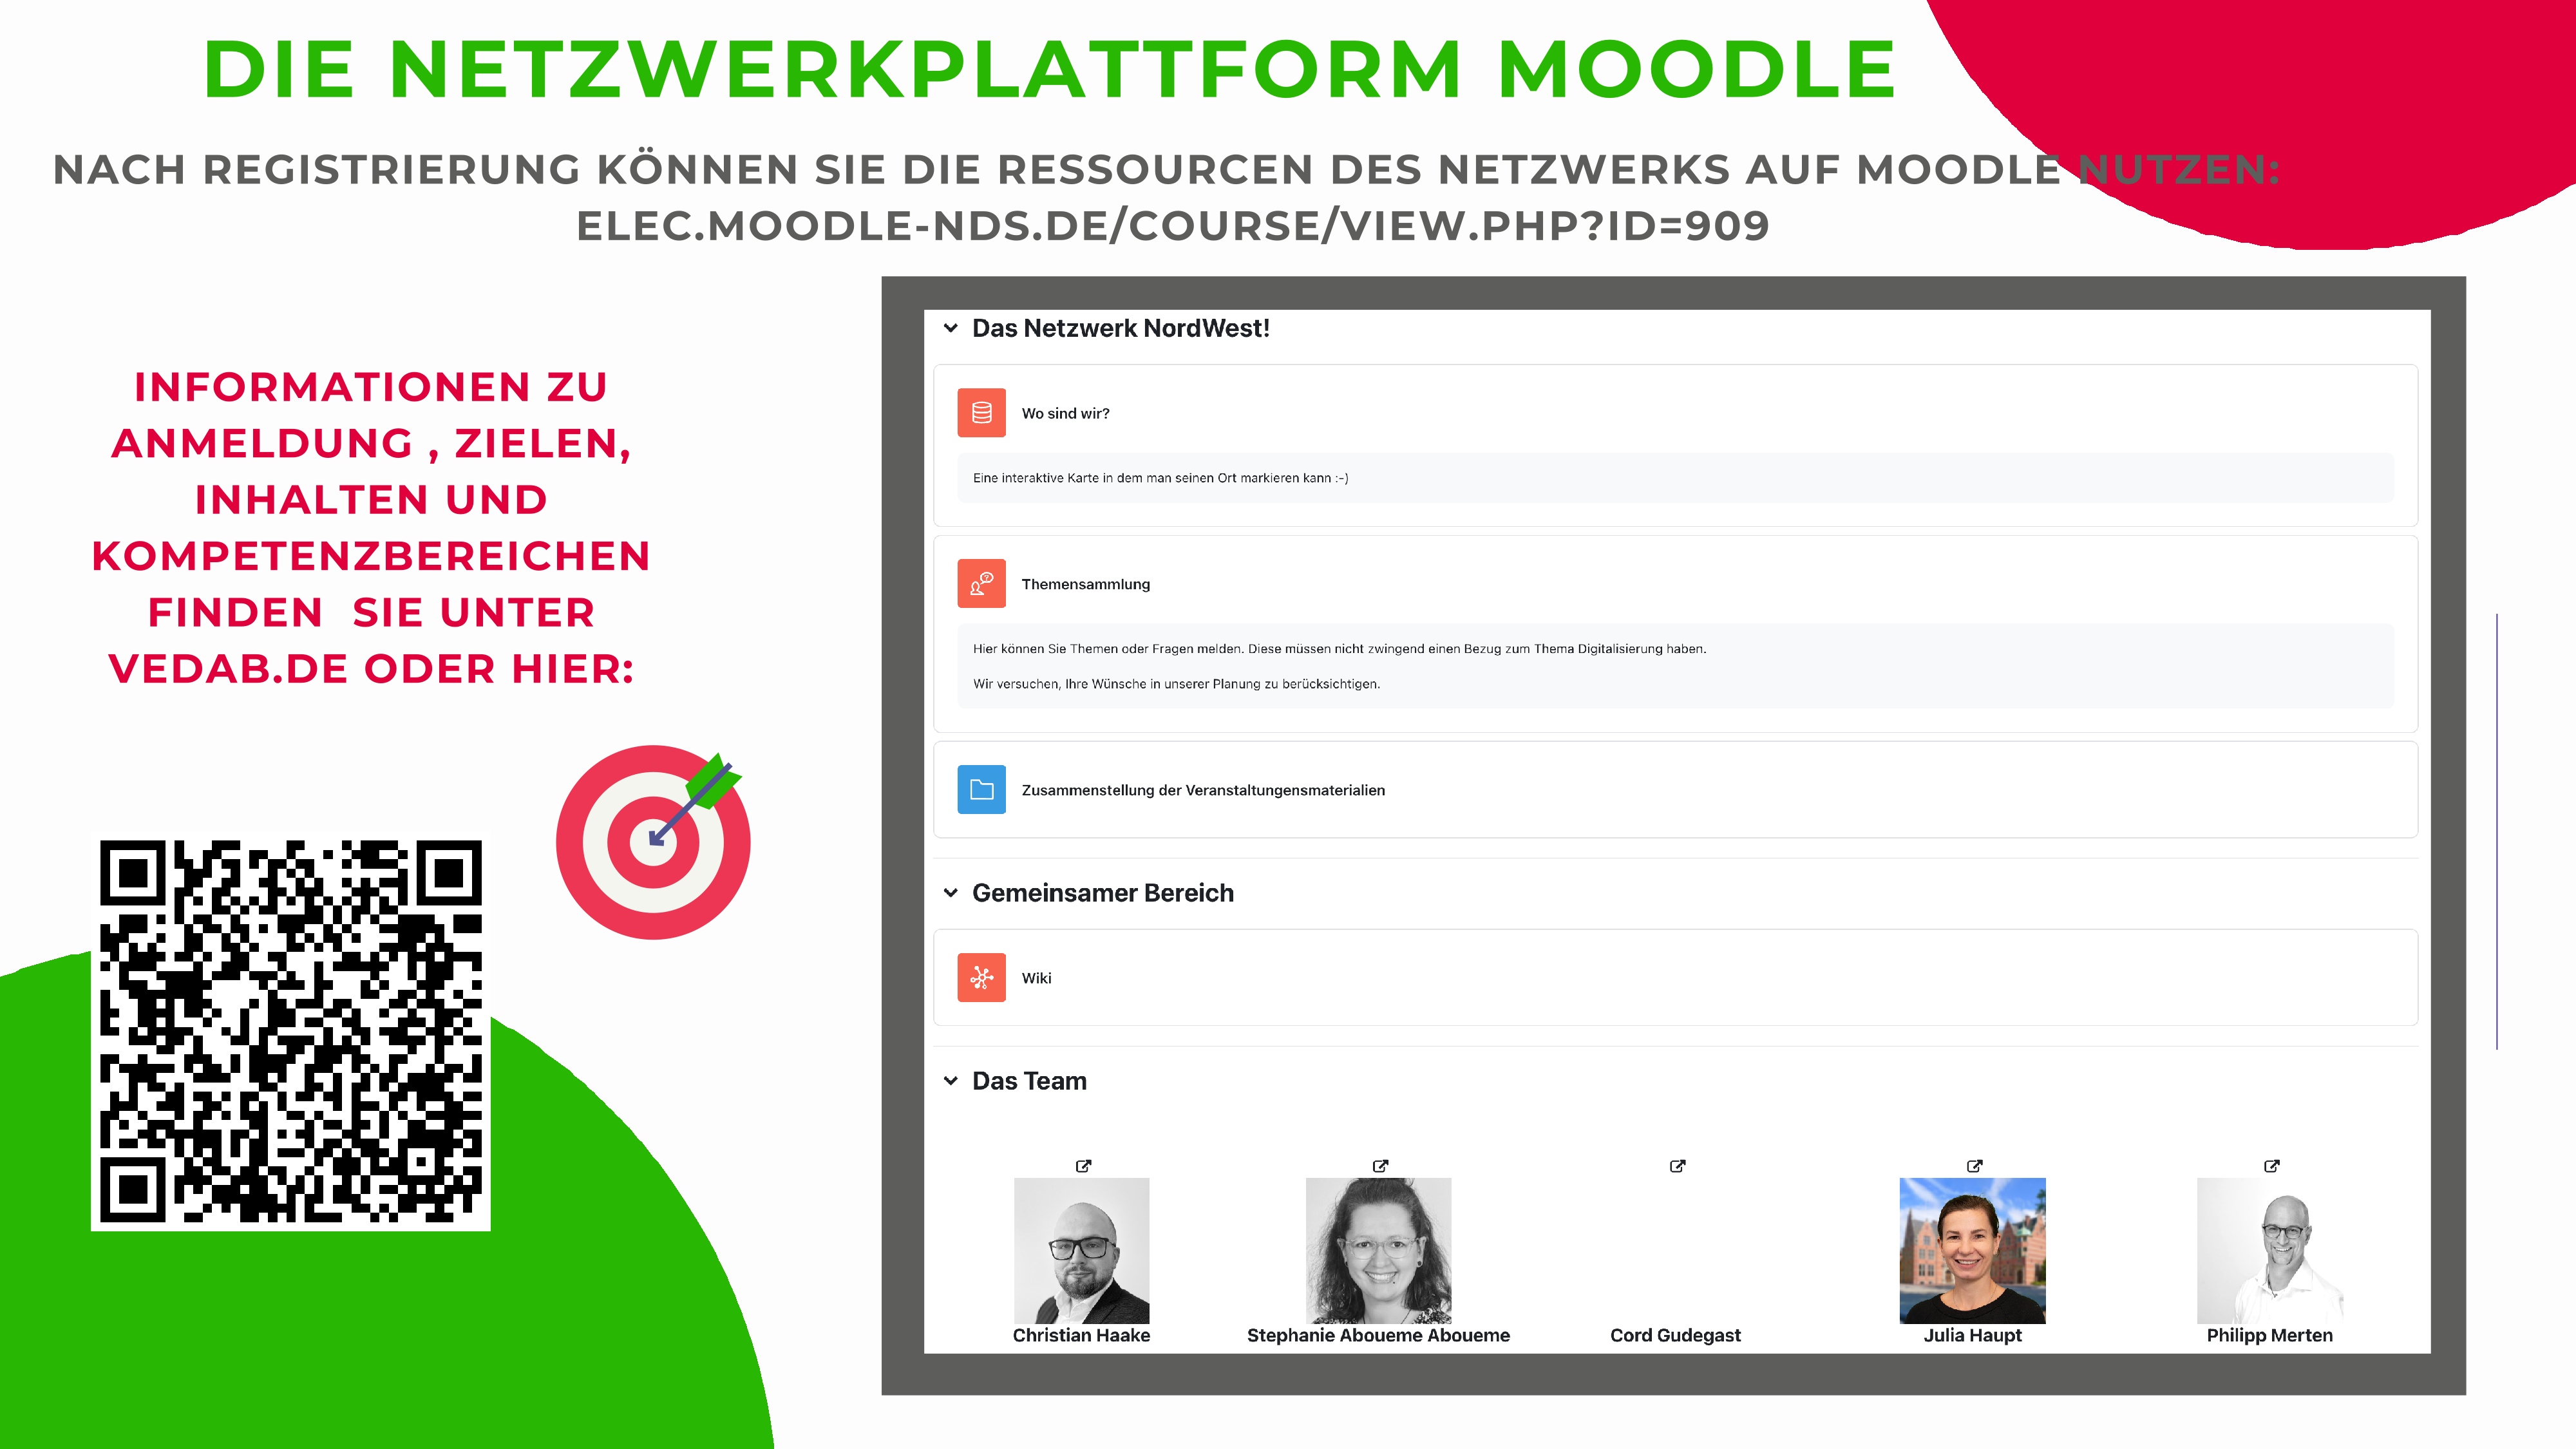 DIE NETZWERKPLATTFORM MOODLE
NACH REGISTRIERUNG KÖNNEN SIE DIE RESSOURCEN DES NETZWERKS AUF MOODLE NUTZEN:
ELEC.MOODLE-NDS.DE/COURSE/VIEW.PHP?ID=909
INFORMATIONEN ZU
ANMELDUNG , ZIELEN,
INHALTEN UND
KOMPETENZBEREICHEN
FINDEN  SIE UNTER
VEDAB.DE ODER HIER:
Das Netzwerk NordWest!
Wo sind wir?
Eine interaktive Karte in dem man seinen Ort markieren kann :-)
Themensammlung
Hier können Sie Themen oder Fragen melden. Diese müssen nicht zwingend einen Bezug zum Thema Digitalisierung haben.
Wir versuchen, Ihre Wünsche in unserer Planung zu berücksichtigen.
Zusammenstellung der Veranstaltungensmaterialien
Gemeinsamer Bereich
Wiki
Das Team
Christian Haake
Stephanie Aboueme Aboueme
Cord Gudegast
Julia Haupt
Philipp Merten